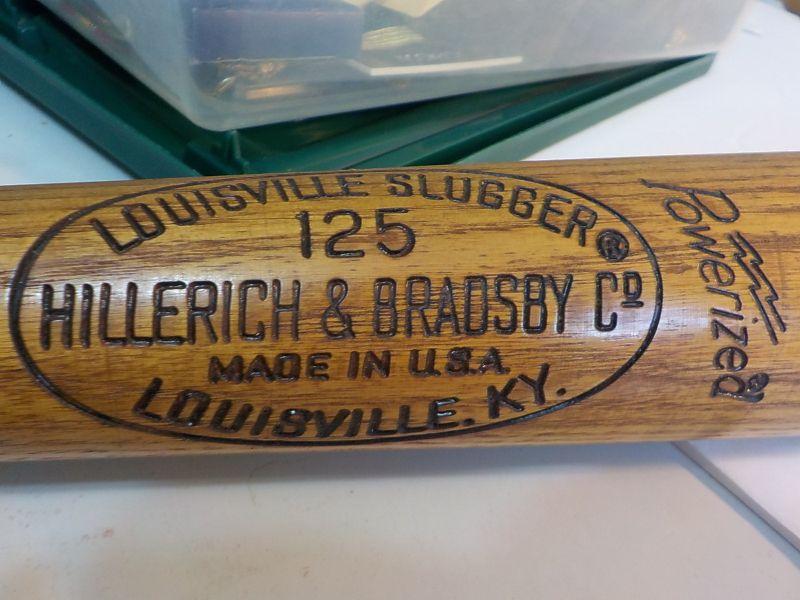 LOUISVILLE SLUGGER®
125
HILLERICH & BRADSBY CO
MADE IN U.S.A.
LOUISVILLE. KY.
Powerized ®